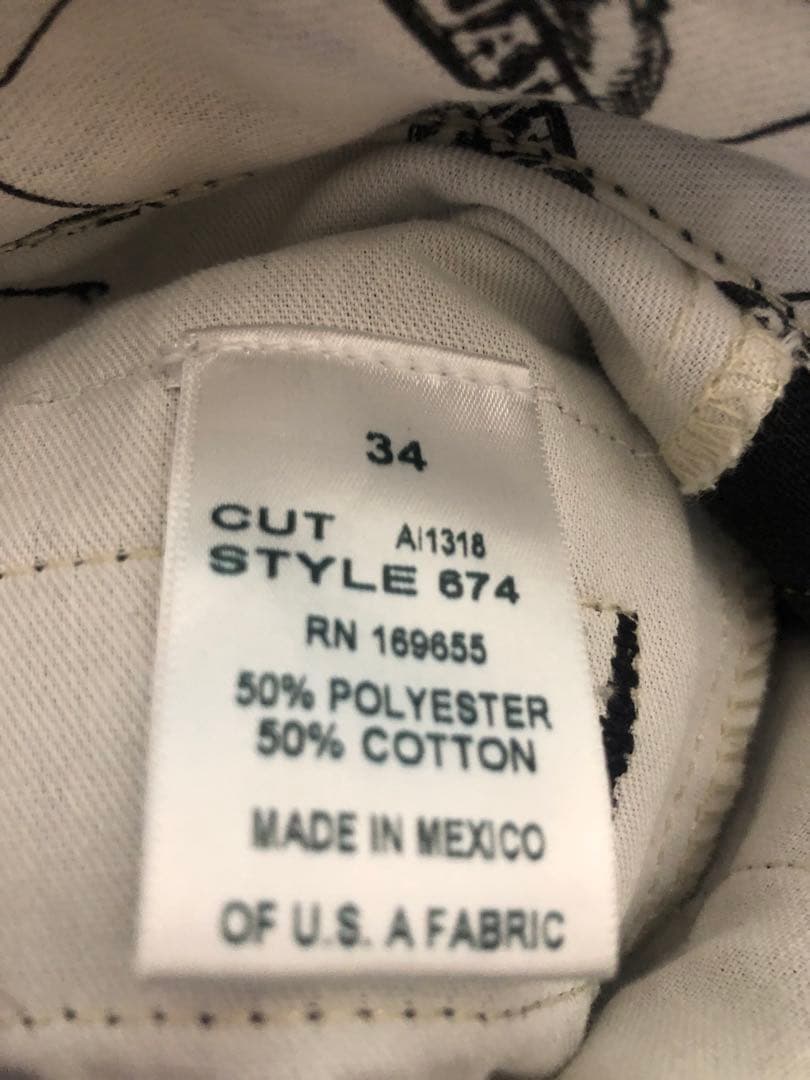 34
CUT AI1318
STYLE 674
RN 169655
50% POLYESTER
50% COTTON
MADE IN MEXICO
OF U.S. A FABRIC